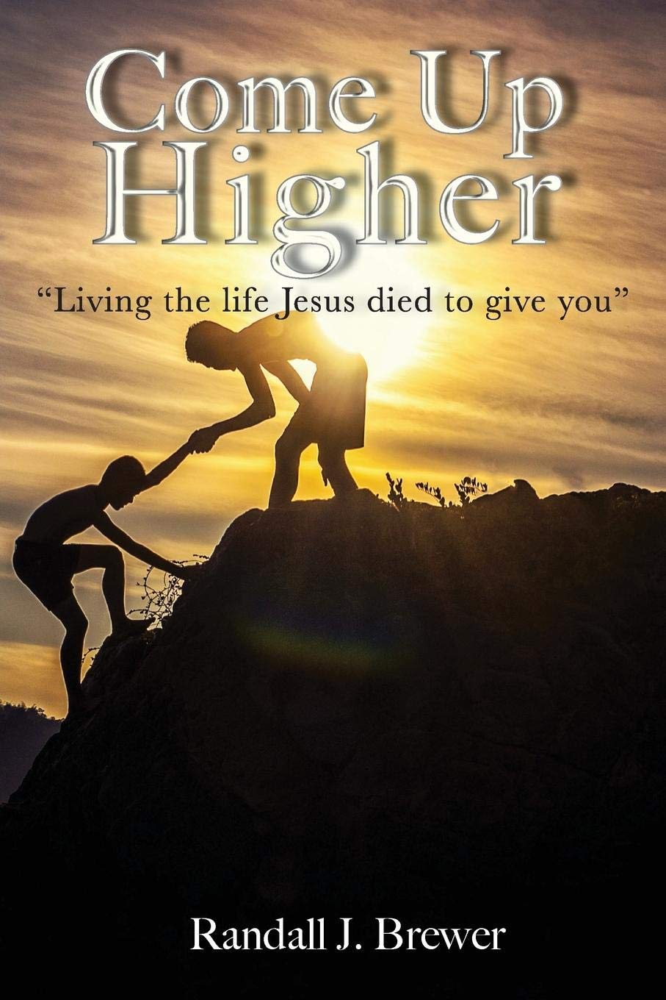 Come Up
Higher
“Living the life Jesus died to give you”
Randall J. Brewer